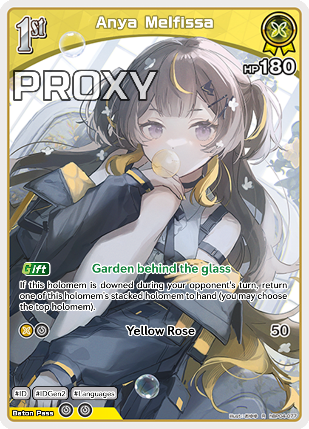 Anya Melfissa
1st
HP180
PROXY
Gift Garden behind the glass
If this holomem is downed during your opponent's turn, return
one of this holomem's stacked holomem to hand (you may choose
the top holomem).
Yellow Rose 50
#ID #IDGen2 #Languages
Baton Pass